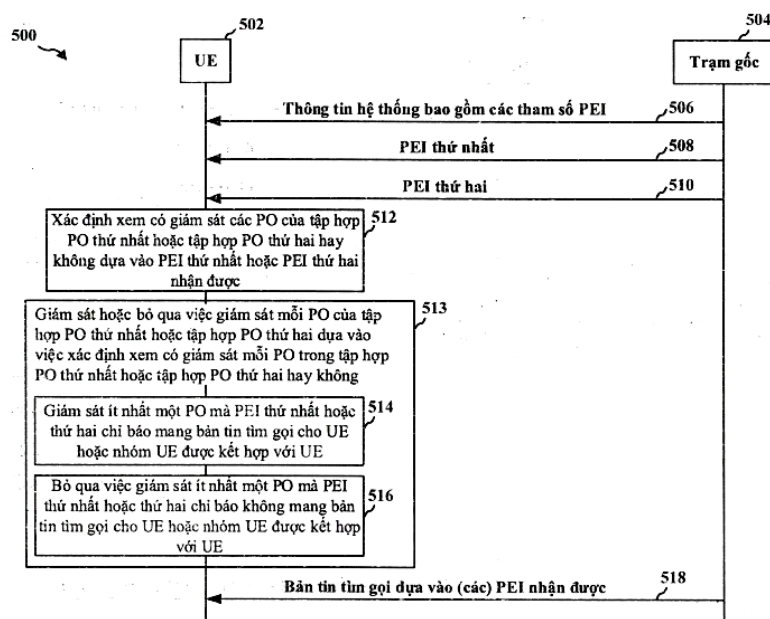 500
502
UE
504
Trạm gốc
Thông tin hệ thống bao gồm các tham số PEI
506
PEI thứ nhất
508
PEI thứ hai
510
Xác định xem có giám sát các PO của tập hợp
PO thứ nhất hoặc tập hợp PO thứ hai hay
không dựa vào PEI thứ nhất hoặc PEI thứ hai
nhận được
512
Giám sát hoặc bỏ qua việc giám sát mỗi PO của tập
hợp PO thứ nhất hoặc tập hợp PO thứ hai dựa vào
việc xác định xem có giám sát mỗi PO trong tập hợp
PO thứ nhất hoặc tập hợp PO thứ hai hay không
513
Giám sát ít nhất một PO mà PEI thứ nhất hoặc
thứ hai chỉ báo mang bản tin tìm gọi cho UE
hoặc nhóm UE được kết hợp với UE
514
Bỏ qua việc giám sát ít nhất một PO mà PEI
thứ nhất hoặc thứ hai chỉ báo không mang bản
tin tìm gọi cho UE hoặc nhóm UE được kết hợp
với UE
516
Bản tin tìm gọi dựa vào (các) PEI nhận được
518